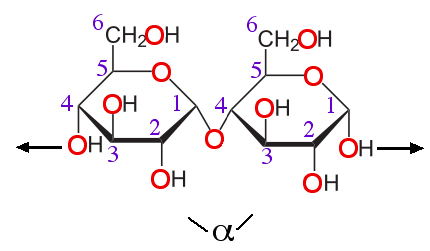 6 CH₂OH 6 CH₂OH
5 O 5 O
4 OH 1 4 OH 1
OH 3 2 O 3 2 OH
OH OH
α